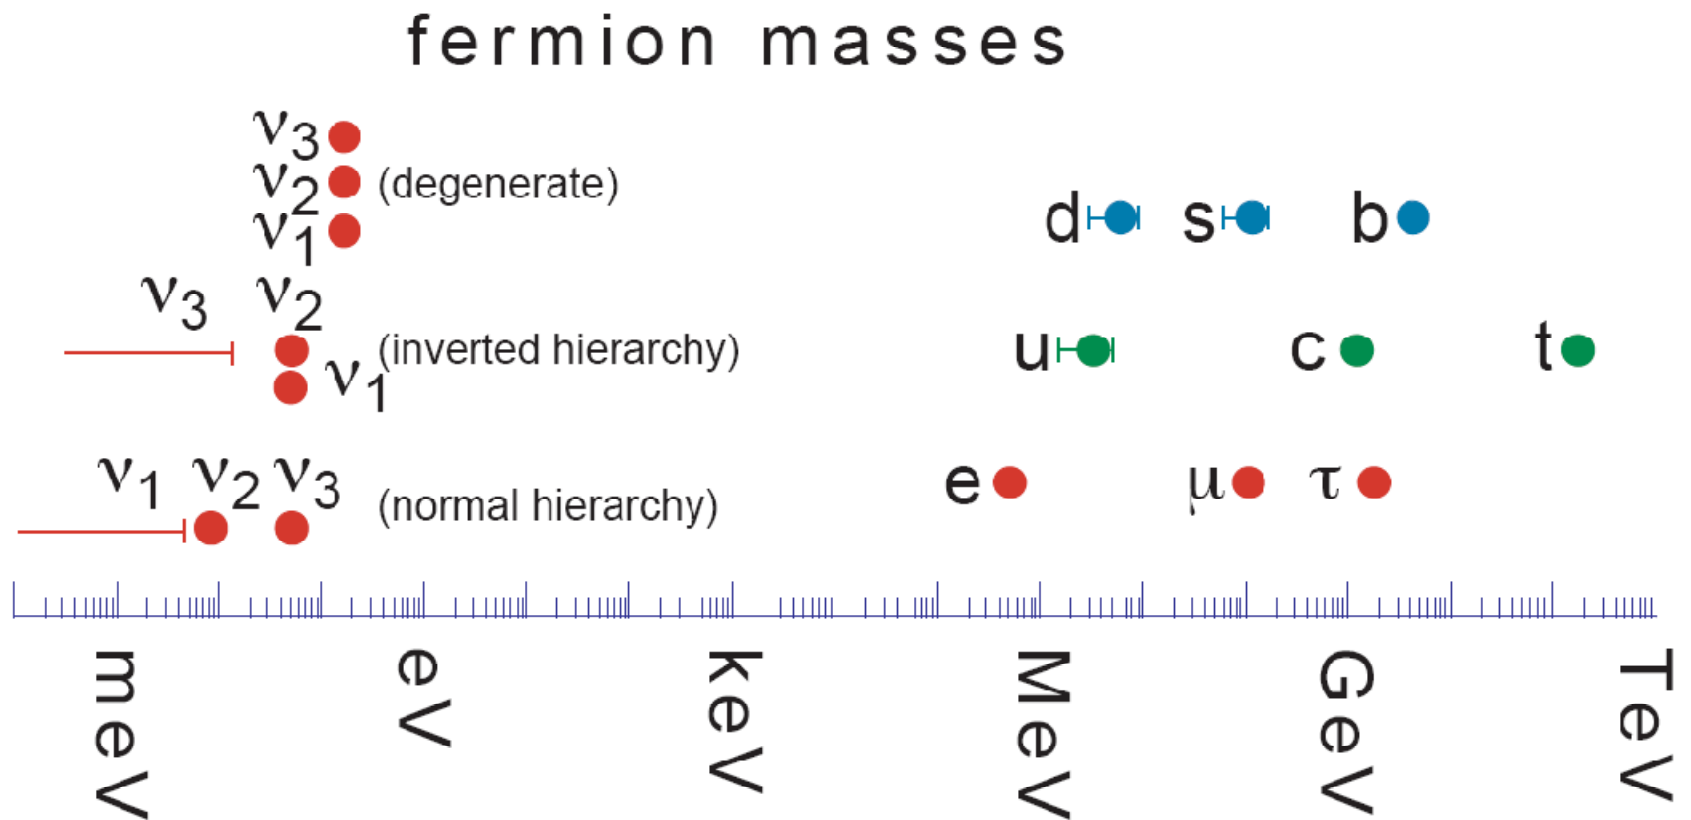 fermion masses
ν3
ν2 (degenerate)
ν1
d s b
ν3 ν2
(inverted hierarchy)
ν1
u c t
ν1 ν2 ν3
(normal hierarchy)
e μ τ
meV eV keV MeV GeV TeV